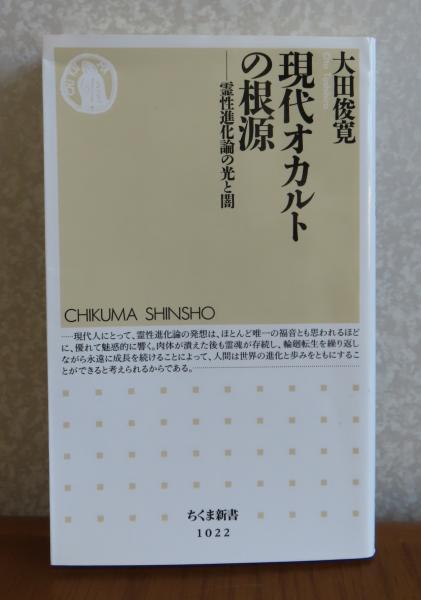 大田俊寛
Ota Toshihiro
現代オカルト
の根源
──霊性進化論の光と闇
CHIKUMA SHINSHO
……現代人にとって、霊性進化論の発想は、ほとんど唯一の福音とも思われるほど
に、優れて魅惑的に響く。肉体が潰えた後も霊魂が存続し、輪廻転生を繰り返し
ながら永遠に成長を続けることによって、人間は世界の進化と歩みをともにするこ
とができると考えられるからである。……
ちくま新書
1022